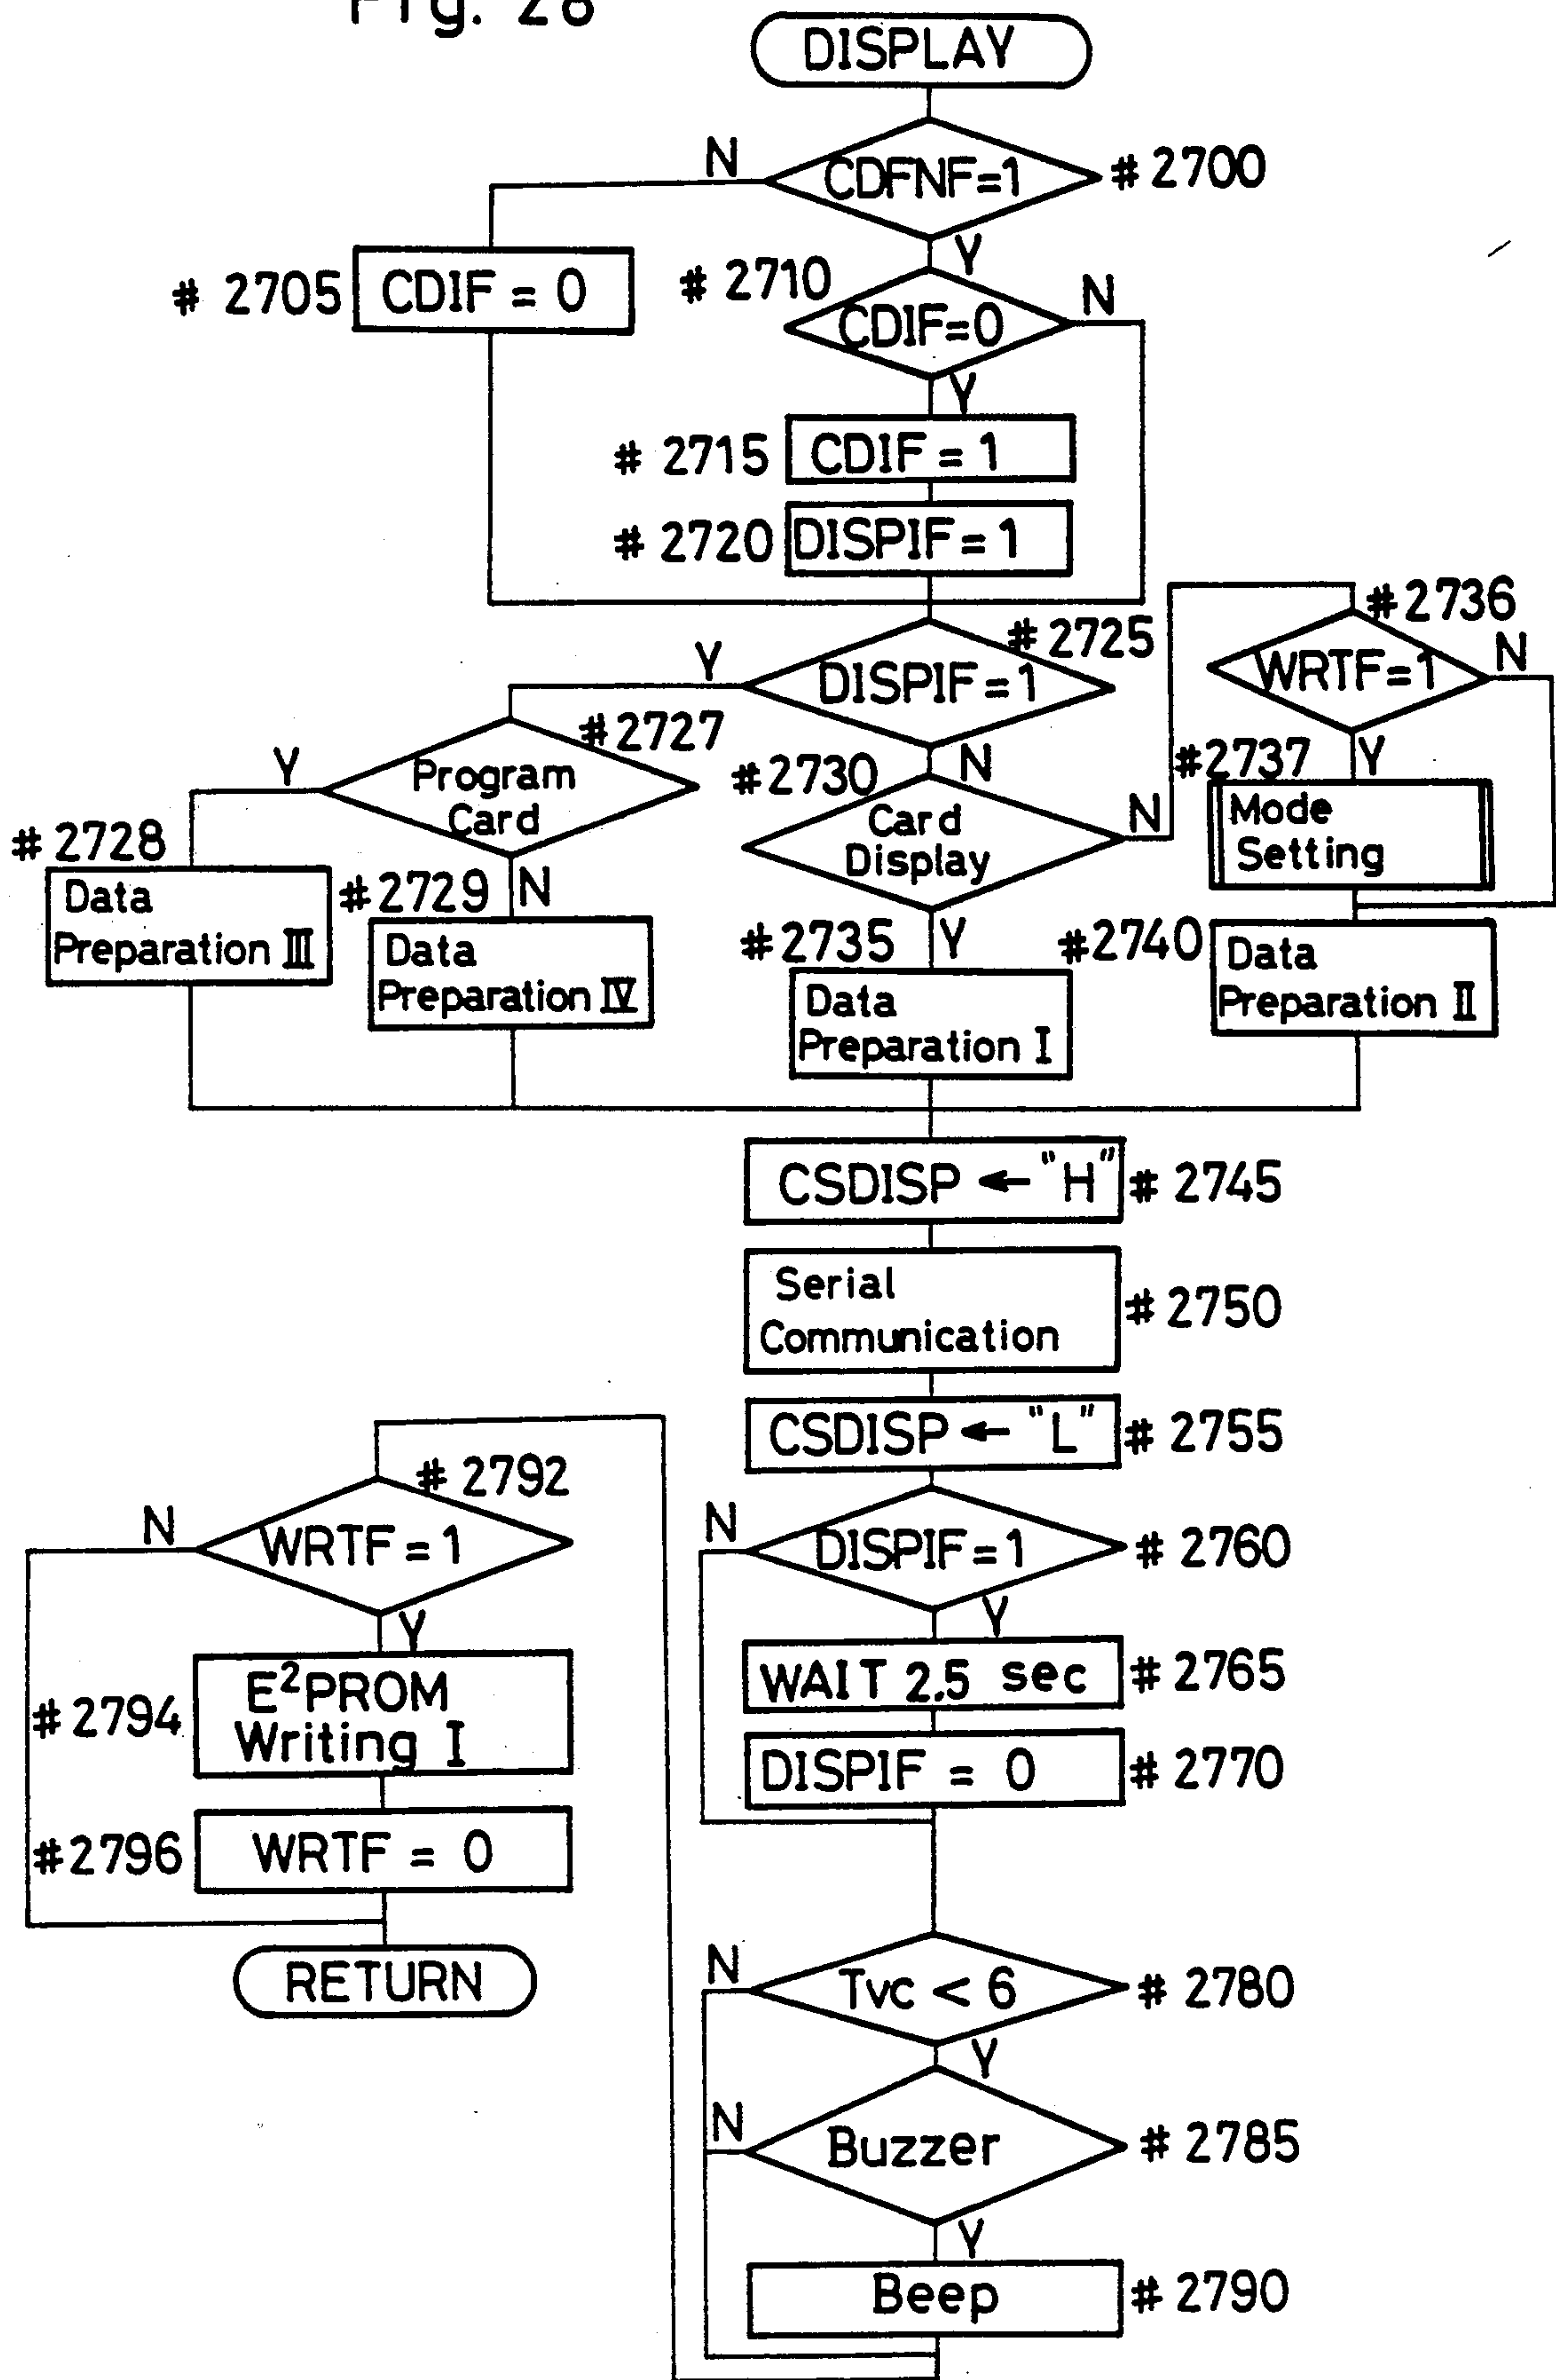 Fig. 28
DISPLAY
N
CDFNF=1
# 2700
Y
# 2705
CDIF = 0
# 2710
CDIF=0
N
Y
# 2715
CDIF = 1
# 2720
DISPIF = 1
# 2725
DISPIF=1
Y
N
# 2736
WRTF=1
N
Y
# 2727
Program
Card
Y
N
# 2730
Card
Display
N
Y
# 2737
Mode
Setting
# 2728
Data
Preparation III
# 2729
Data
Preparation IV
# 2735
Data
Preparation I
# 2740
Data
Preparation II
CSDISP ← "H"
# 2745
Serial
Communication
# 2750
CSDISP ← "L"
# 2755
N
DISPIF=1
# 2760
Y
WAIT 2.5 sec
# 2765
DISPIF = 0
# 2770
N
Tvc < 6
# 2780
Y
N
Buzzer
# 2785
Y
Beep
# 2790
# 2792
N
WRTF = 1
Y
# 2794
E²PROM
Writing I
# 2796
WRTF = 0
RETURN